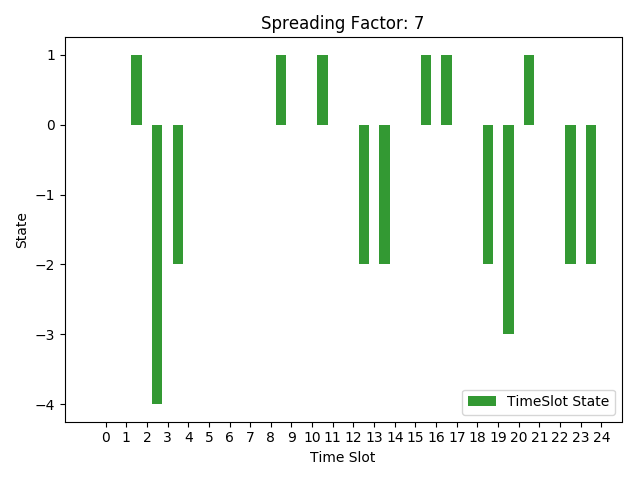 Spreading Factor: 7
State
1
0
−1
−2
−3
−4
TimeSlot State
0 1 2 3 4 5 6 7 8 9 10 11 12 13 14 15 16 17 18 19 20 21 22 23 24
Time Slot